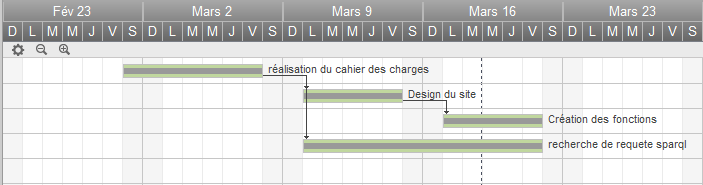 Fév 23 Mars 2 Mars 9 Mars 16 Mars 23
D L M M J V S D L M M J V S D L M M J V S D L M M J V S D L M M J V S
réalisation du cahier des charges
Design du site
Création des fonctions
recherche de requete sparql